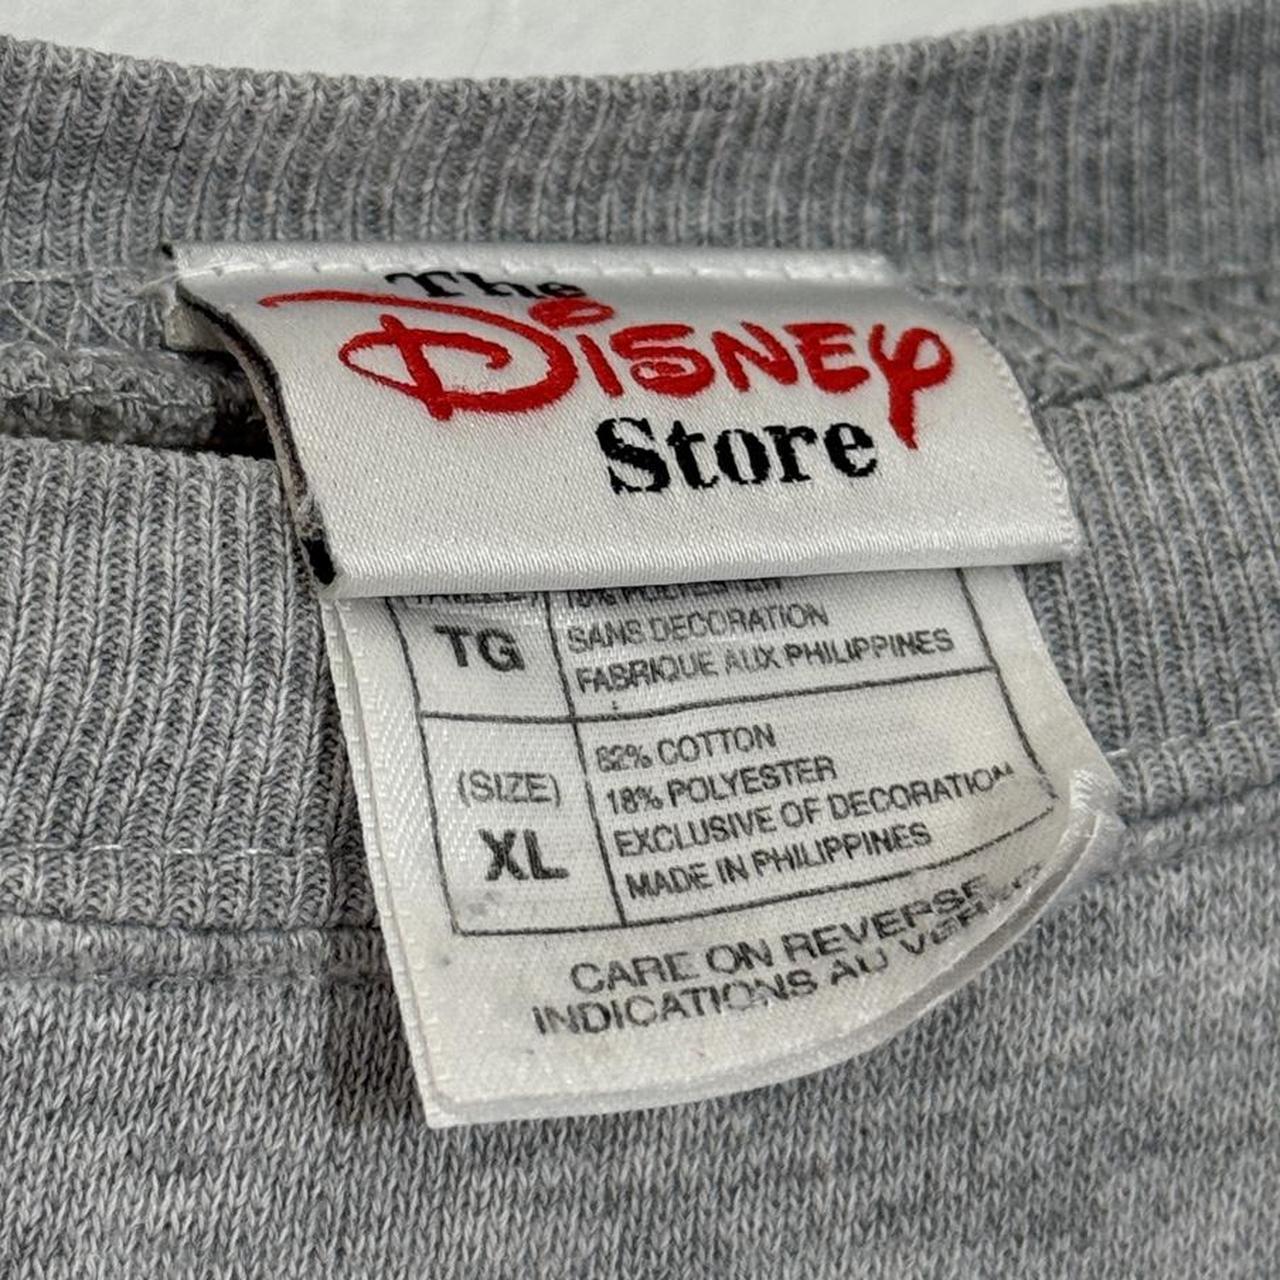 The
Disney
Store
TG
SANS DECORATION
FABRIQUE AUX PHILIPPINES
(SIZE)
XL
82% COTTON
18% POLYESTER
EXCLUSIVE OF DECORATION
MADE IN PHILIPPINES
CARE ON REVERSE
INDICATIONS AU VERSO